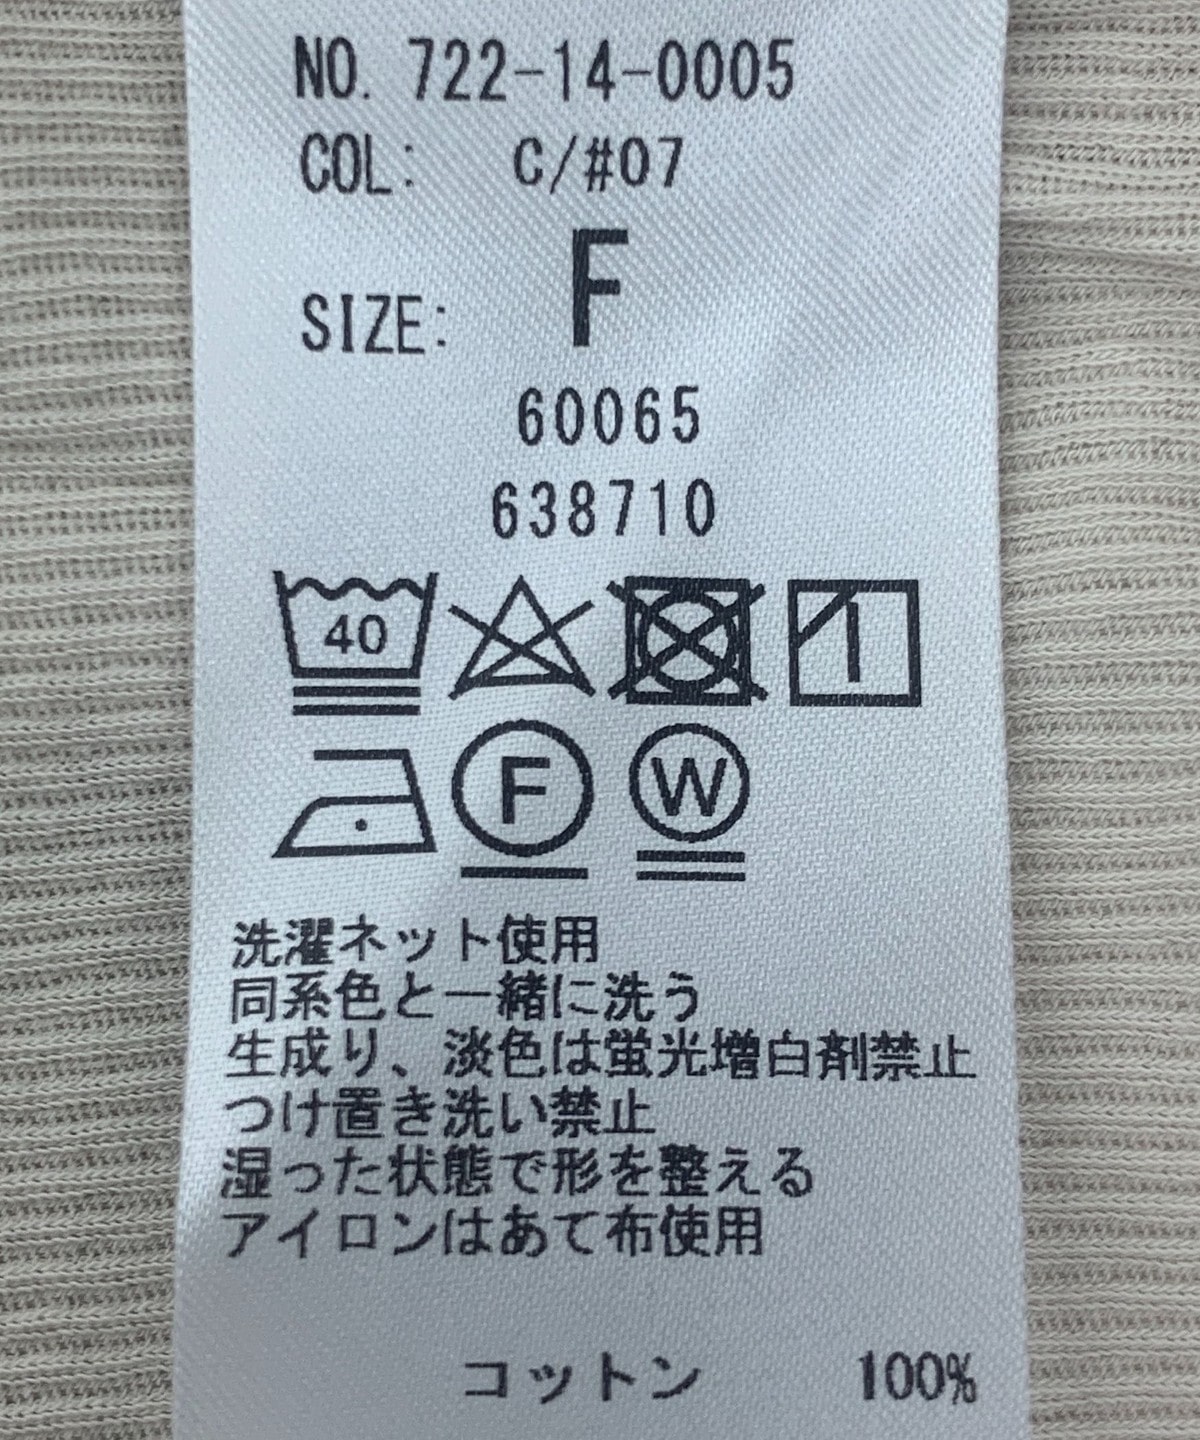 NO. 722-14-0005
COL: C/#07
SIZE: F
60065
638710
40
F W
洗濯ネット使用
同系色と一緒に洗う
生成り、淡色は蛍光増白剤禁止
つけ置き洗い禁止
湿った状態で形を整える
アイロンはあて布使用
コットン 100%